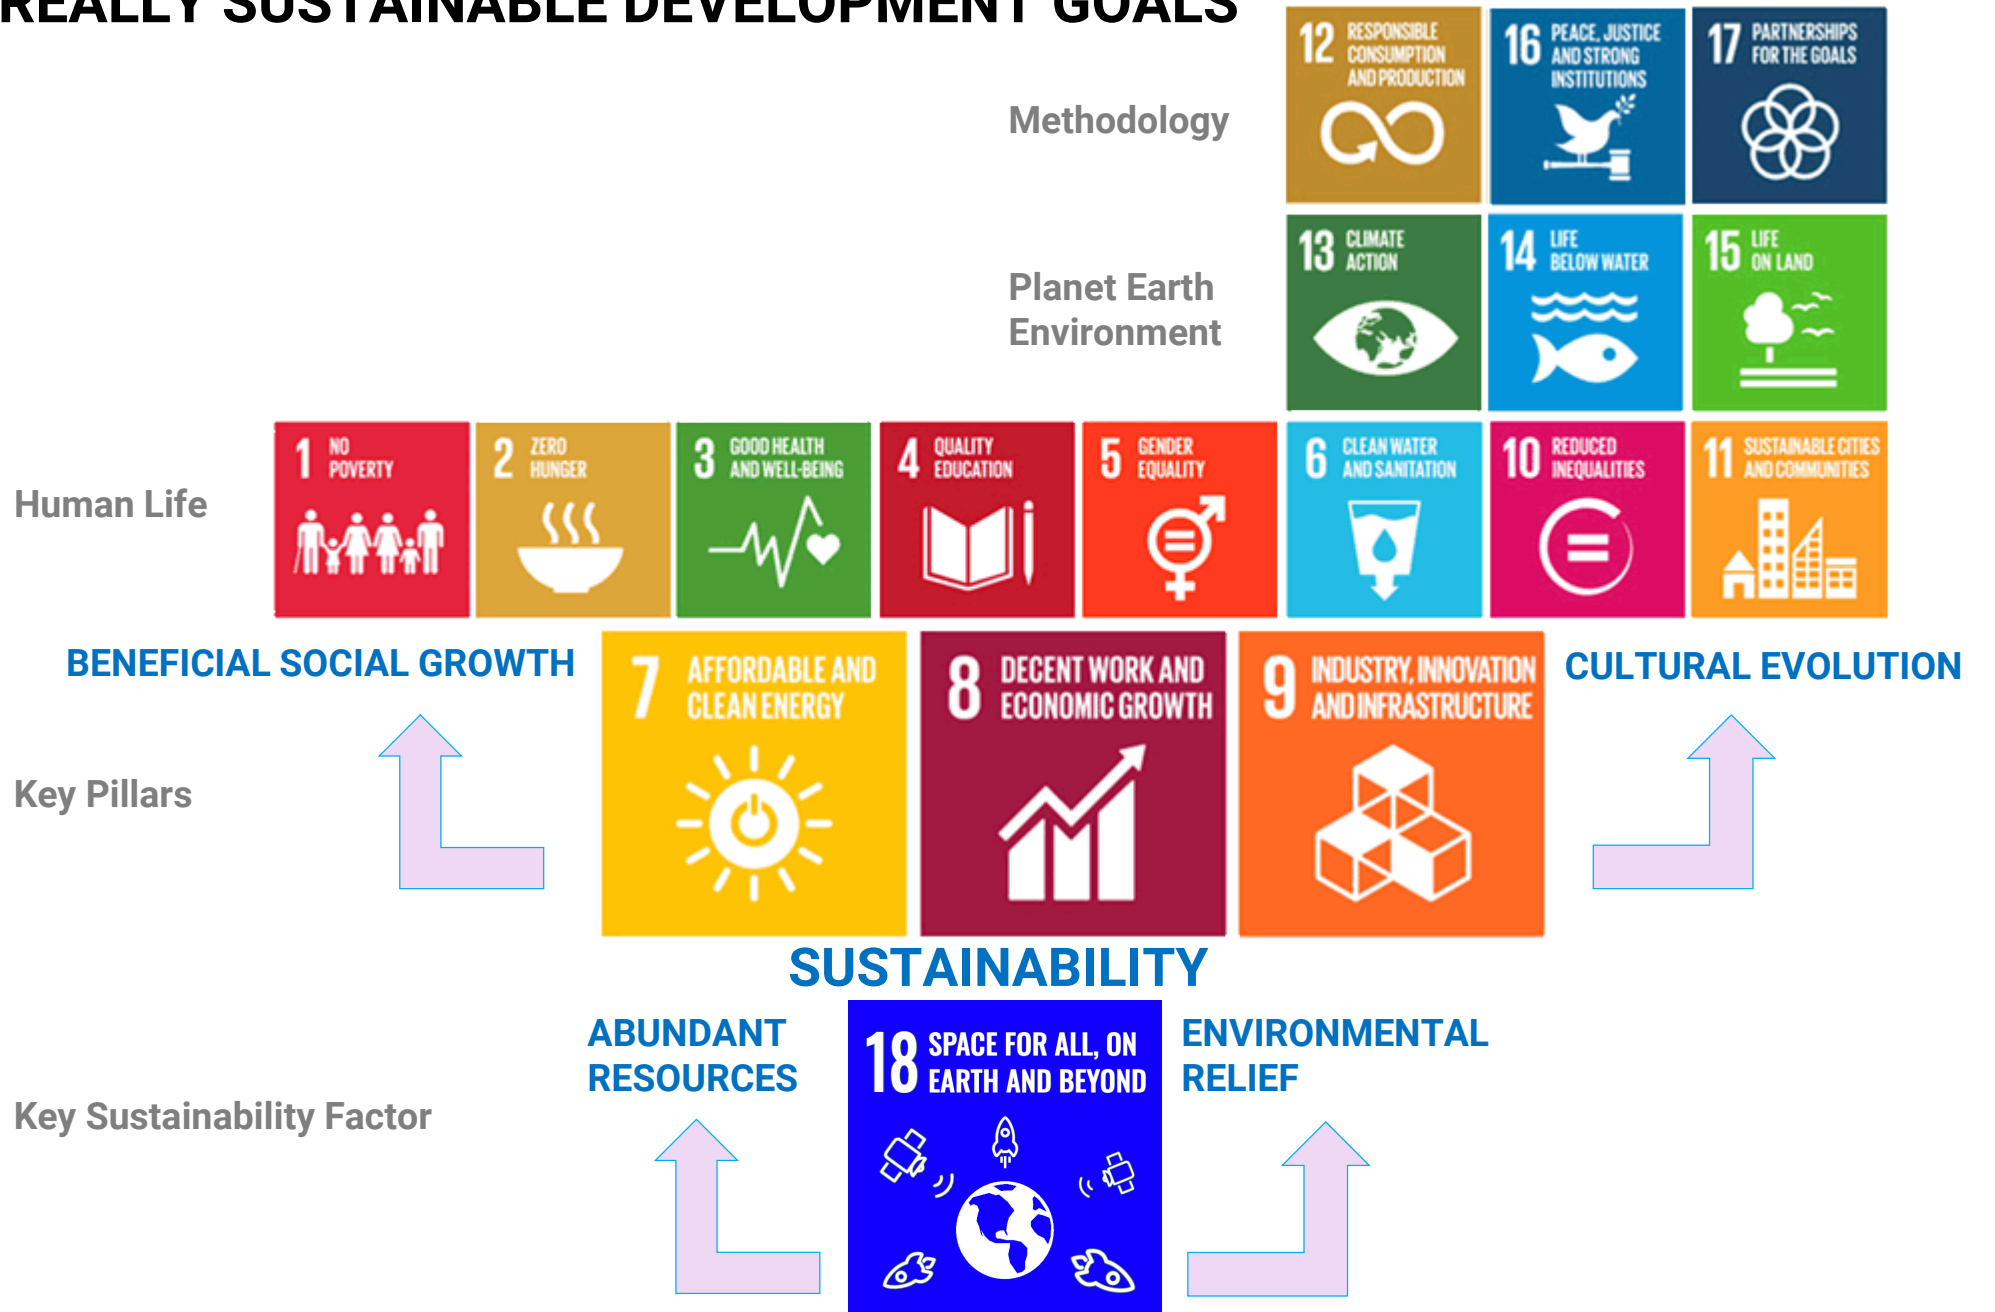 REALLY SUSTAINABLE DEVELOPMENT GOALS
Methodology
12 RESPONSIBLE
CONSUMPTION
AND PRODUCTION
16 PEACE, JUSTICE
AND STRONG
INSTITUTIONS
17 PARTNERSHIPS
FOR THE GOALS
Planet Earth
Environment
13 CLIMATE
ACTION
14 LIFE
BELOW WATER
15 LIFE
ON LAND
Human Life
1 NO
POVERTY
2 ZERO
HUNGER
3 GOOD HEALTH
AND WELL-BEING
4 QUALITY
EDUCATION
5 GENDER
EQUALITY
6 CLEAN WATER
AND SANITATION
10 REDUCED
INEQUALITIES
11 SUSTAINABLE CITIES
AND COMMUNITIES
BENEFICIAL SOCIAL GROWTH
CULTURAL EVOLUTION
Key Pillars
7 AFFORDABLE AND
CLEAN ENERGY
8 DECENT WORK AND
ECONOMIC GROWTH
9 INDUSTRY, INNOVATION
AND INFRASTRUCTURE
SUSTAINABILITY
Key Sustainability Factor
ABUNDANT
RESOURCES
18 SPACE FOR ALL, ON
EARTH AND BEYOND
ENVIRONMENTAL
RELIEF